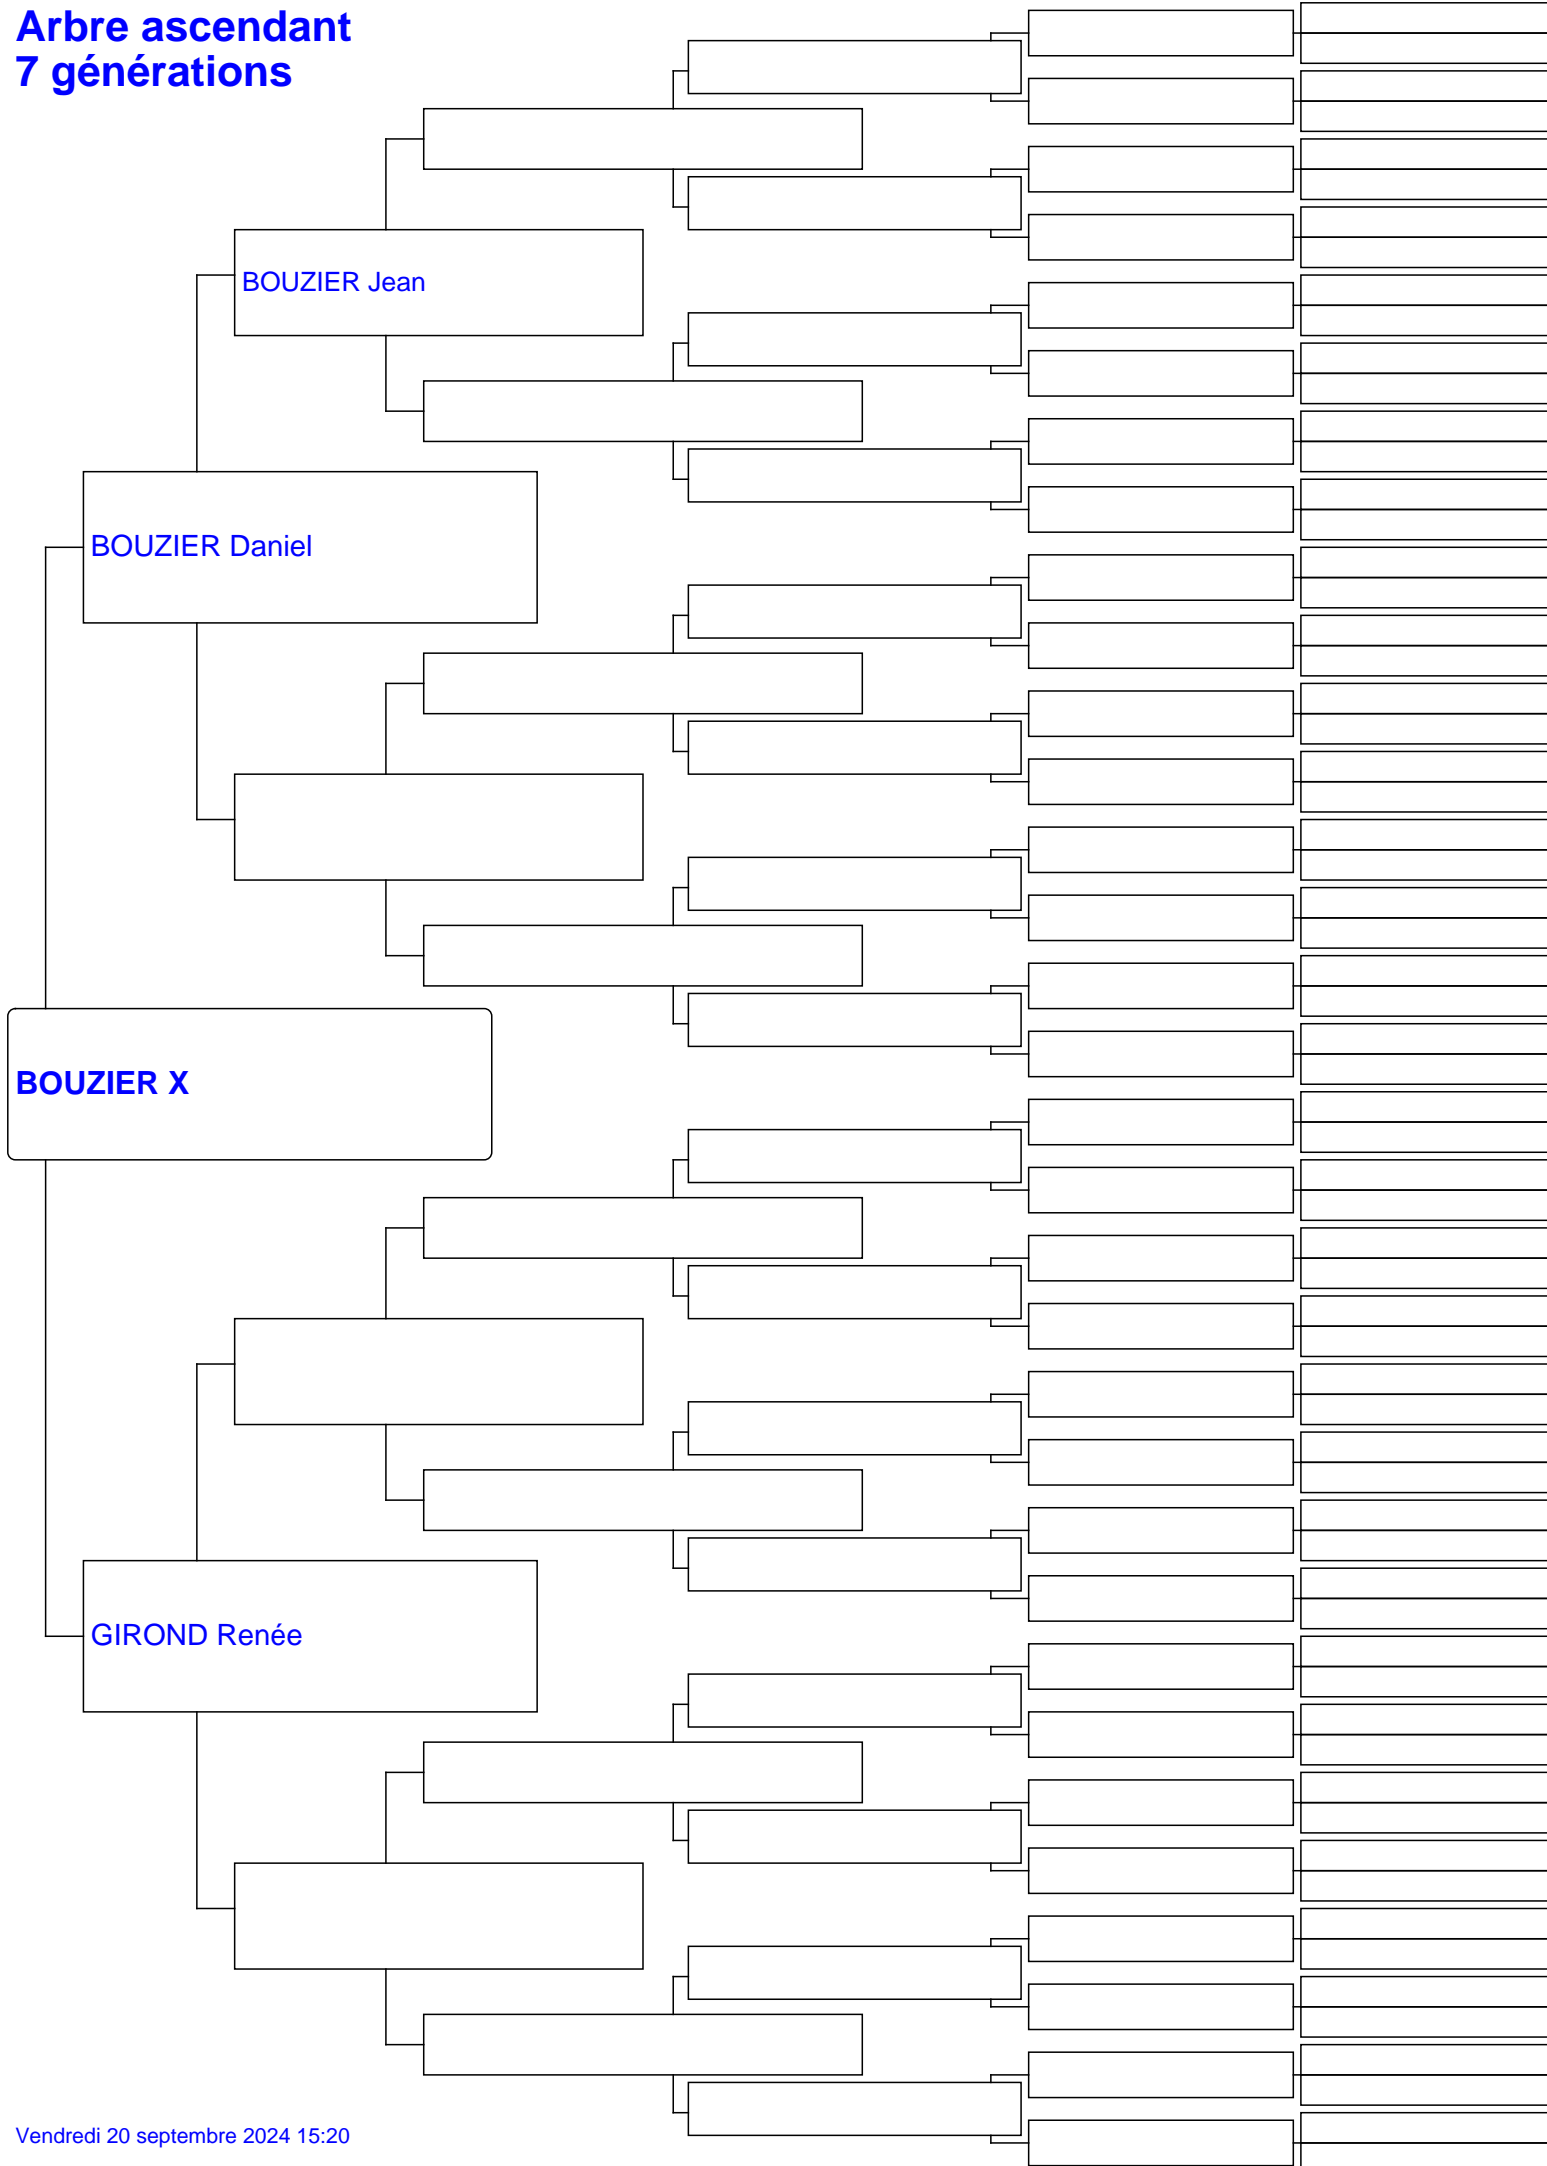 Arbre ascendant
7 générations
BOUZIER Jean
BOUZIER Daniel
BOUZIER X
GIROND Renée
Vendredi 20 septembre 2024 15:20